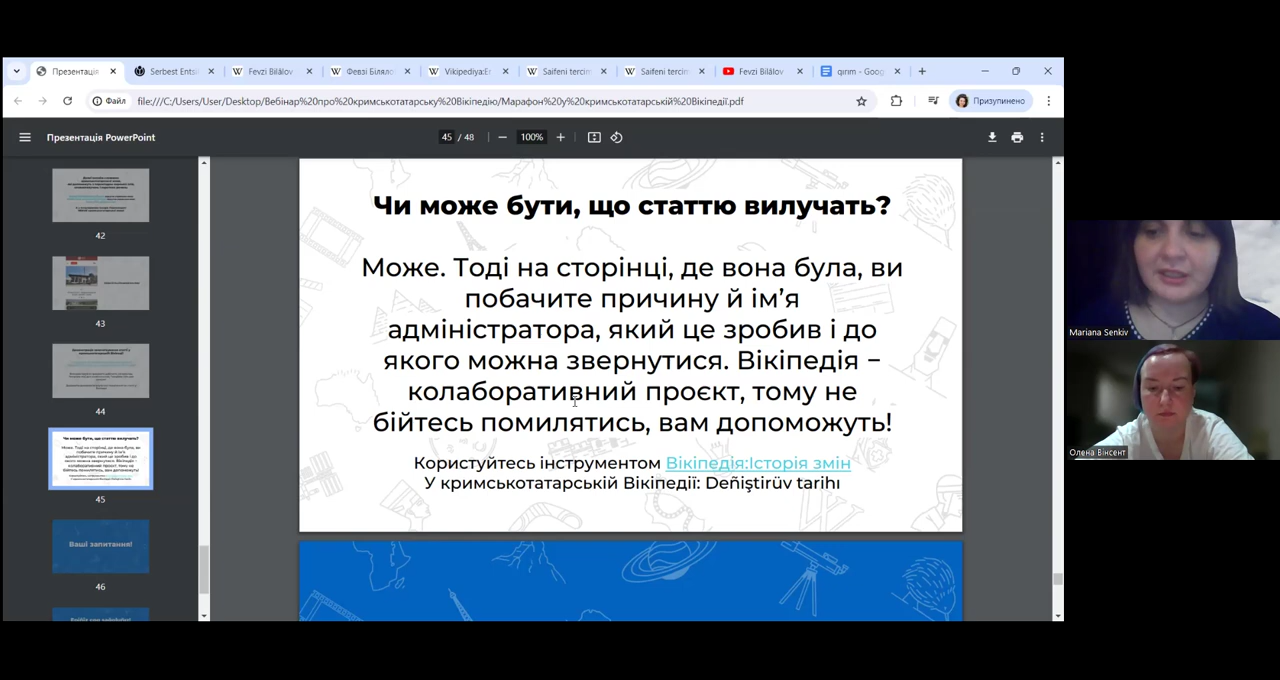 Презентація
Serbest Entsi
Fevzi Bilâlov
Февзі Білялс
Vikipediya:Er
Saifeni tercim
Saifeni tercim
Fevzi Bilâlov
qırım - Goog
Файл
file:///C:/Users/User/Desktop/Вебінар%20про%20кримськотатарську%20Вікіпедію/Марафон%20у%20кримськотатарській%20Вікіпедії.pdf
Призупинено
Презентація PowerPoint
45 / 48
100%
42
43
44
45
Ваші запитання!
46
Чи може бути, що статтю вилучать?
Може. Тоді на сторінці, де вона була, ви
побачите причину й ім’я
адміністратора, який це зробив і до
якого можна звернутися. Вікіпедія –
колаборативний проєкт, тому не
бійтесь помилятись, вам допоможуть!
Користуйтесь інструментом Вікіпедія:Історія змін
У кримськотатарській Вікіпедії: Deñiştirüv tarihı
Mariana Senkiv
Олена Вінсент